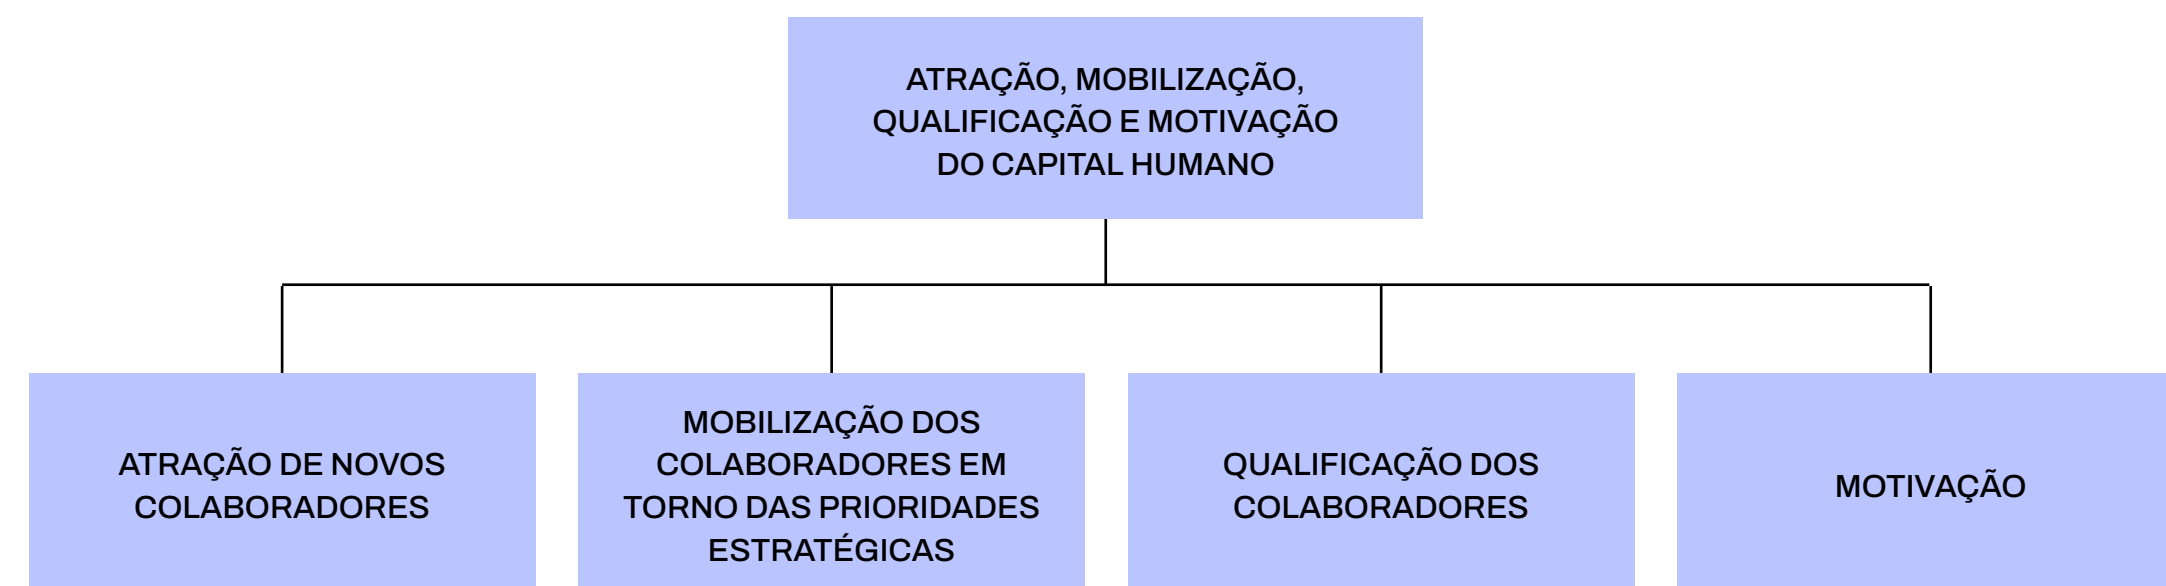 ATRAÇÃO, MOBILIZAÇÃO,
QUALIFICAÇÃO E MOTIVAÇÃO
DO CAPITAL HUMANO
ATRAÇÃO DE NOVOS
COLABORADORES
MOBILIZAÇÃO DOS
COLABORADORES EM
TORNO DAS PRIORIDADES
ESTRATÉGICAS
QUALIFICAÇÃO DOS
COLABORADORES
MOTIVAÇÃO